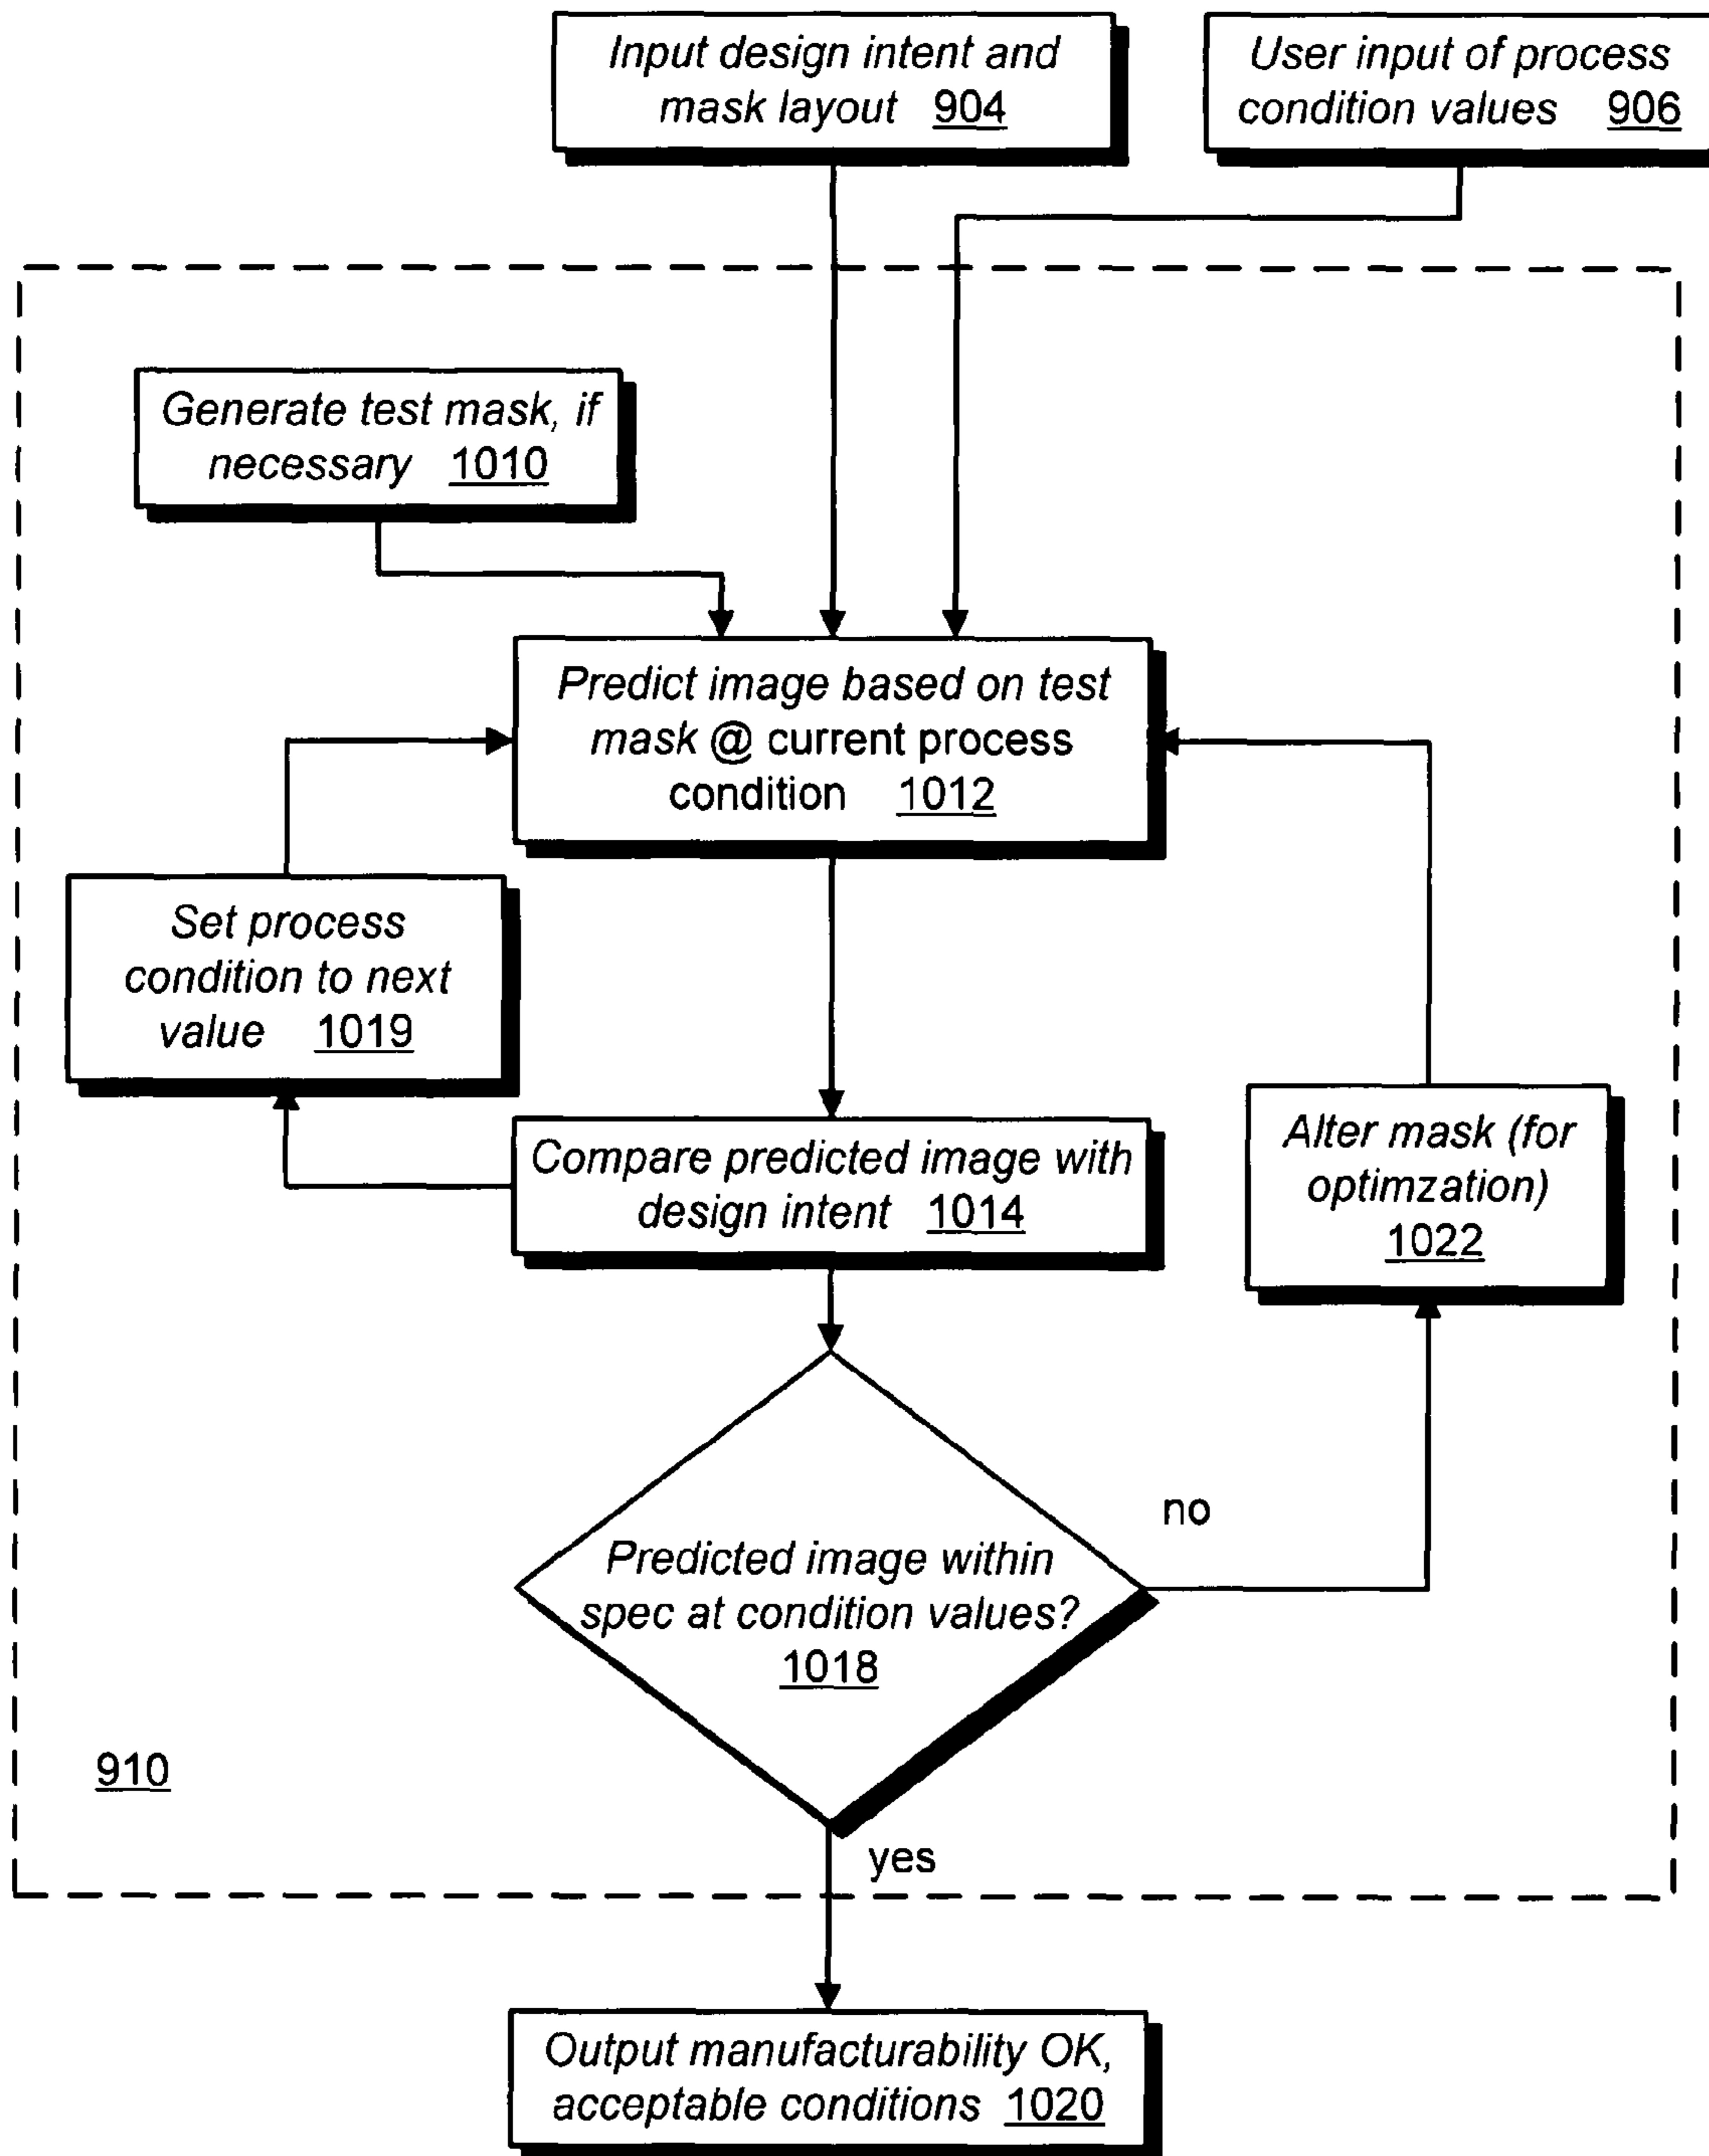 Input design intent and
mask layout 904
User input of process
condition values 906
Generate test mask, if
necessary 1010
Predict image based on test
mask @ current process
condition 1012
Set process
condition to next
value 1019
Compare predicted image with
design intent 1014
Alter mask (for
optimzation)
1022
no
Predicted image within
spec at condition values?
1018
910
yes
Output manufacturability OK,
acceptable conditions 1020